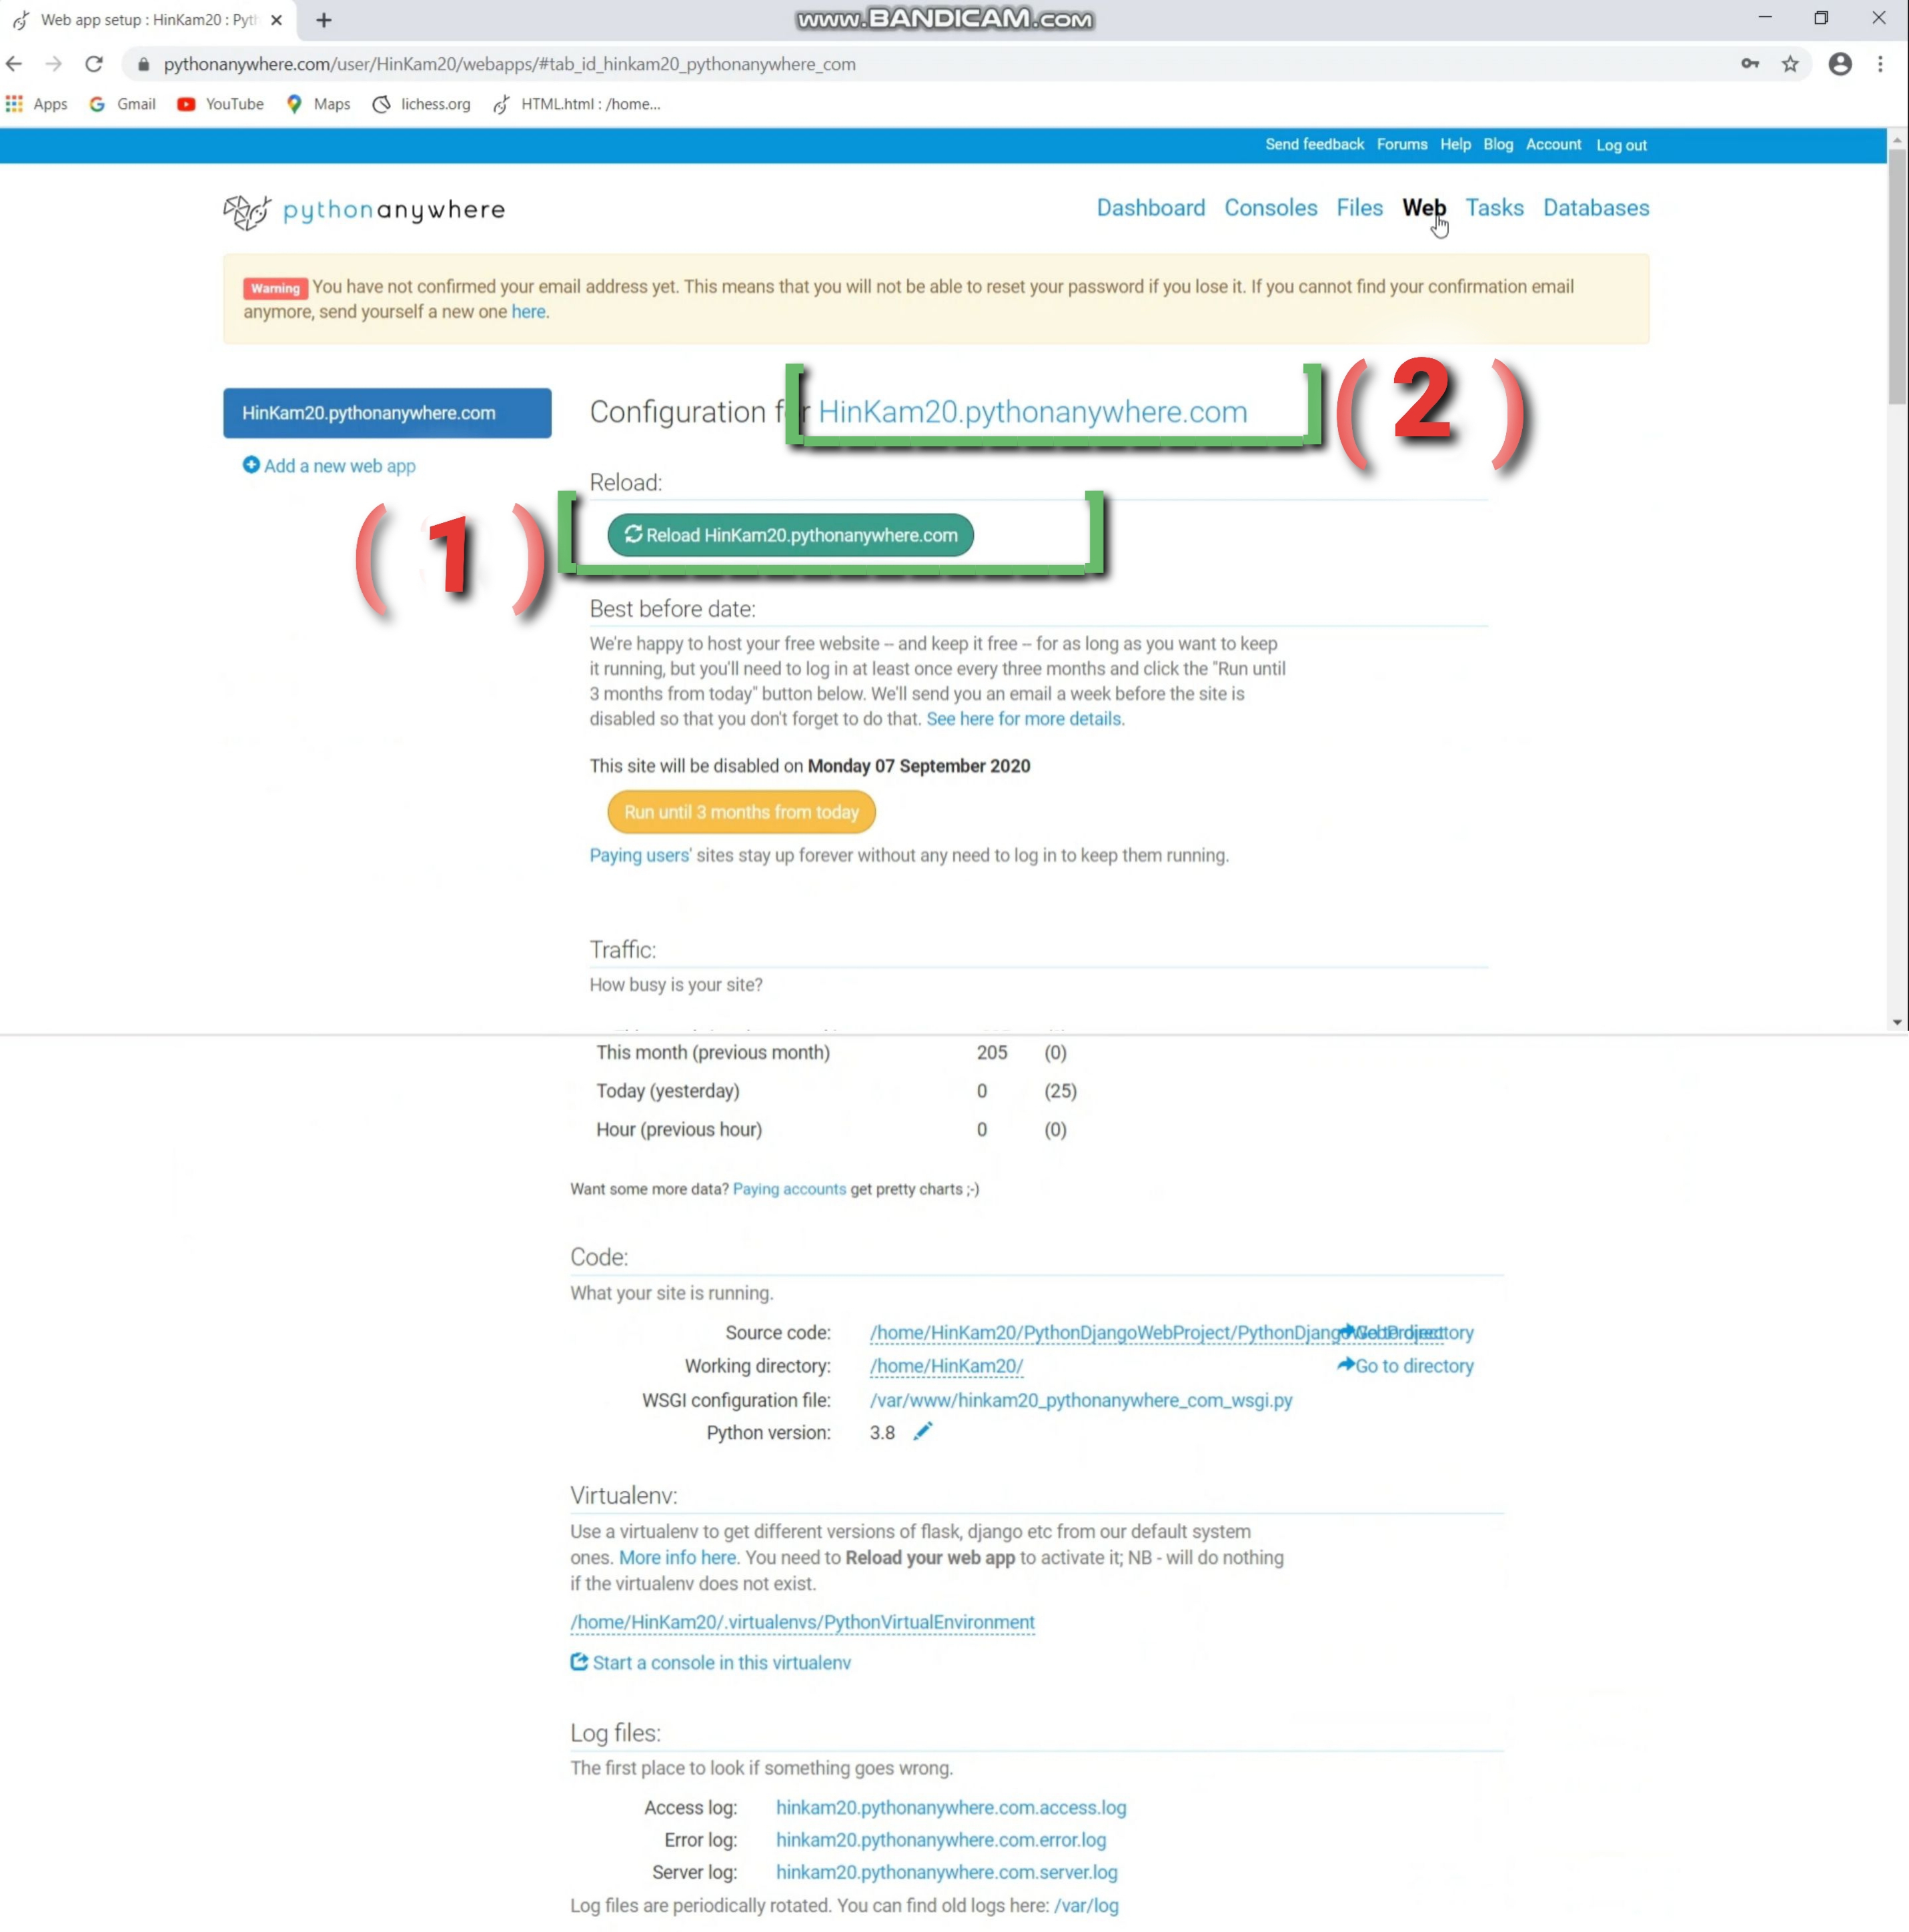 Web app setup : HinKam20 : Pyth
www.BANDICAM.com
pythonanywhere.com/user/HinKam20/webapps/#tab_id_hinkam20_pythonanywhere_com
Apps Gmail YouTube Maps lichess.org HTML.html : /home...
Send feedback Forums Help Blog Account Log out
pythonanywhere
Dashboard Consoles Files Web Tasks Databases
Warning You have not confirmed your email address yet. This means that you will not be able to reset your password if you lose it. If you cannot find your confirmation email
anymore, send yourself a new one here.
HinKam20.pythonanywhere.com
Add a new web app
Configuration for [HinKam20.pythonanywhere.com] (2)
Reload:
(1) [Reload HinKam20.pythonanywhere.com]
Best before date:
We're happy to host your free website – and keep it free – for as long as you want to keep
it running, but you'll need to log in at least once every three months and click the "Run until
3 months from today" button below. We'll send you an email a week before the site is
disabled so that you don't forget to do that. See here for more details.
This site will be disabled on Monday 07 September 2020
Run until 3 months from today
Paying users' sites stay up forever without any need to log in to keep them running.
Traffic:
How busy is your site?
This month (previous month) 205 (0)
Today (yesterday) 0 (25)
Hour (previous hour) 0 (0)
Want some more data? Paying accounts get pretty charts ;-)
Code:
What your site is running.
Source code: /home/HinKam20/PythonDjangoWebProject/PythonDjangoWebProject Go to directory
Working directory: /home/HinKam20/ Go to directory
WSGI configuration file: /var/www/hinkam20_pythonanywhere_com_wsgi.py
Python version: 3.8
Virtualenv:
Use a virtualenv to get different versions of flask, django etc from our default system
ones. More info here. You need to Reload your web app to activate it; NB - will do nothing
if the virtualenv does not exist.
/home/HinKam20/.virtualenvs/PythonVirtualEnvironment
Start a console in this virtualenv
Log files:
The first place to look if something goes wrong.
Access log: hinkam20.pythonanywhere.com.access.log
Error log: hinkam20.pythonanywhere.com.error.log
Server log: hinkam20.pythonanywhere.com.server.log
Log files are periodically rotated. You can find old logs here: /var/log